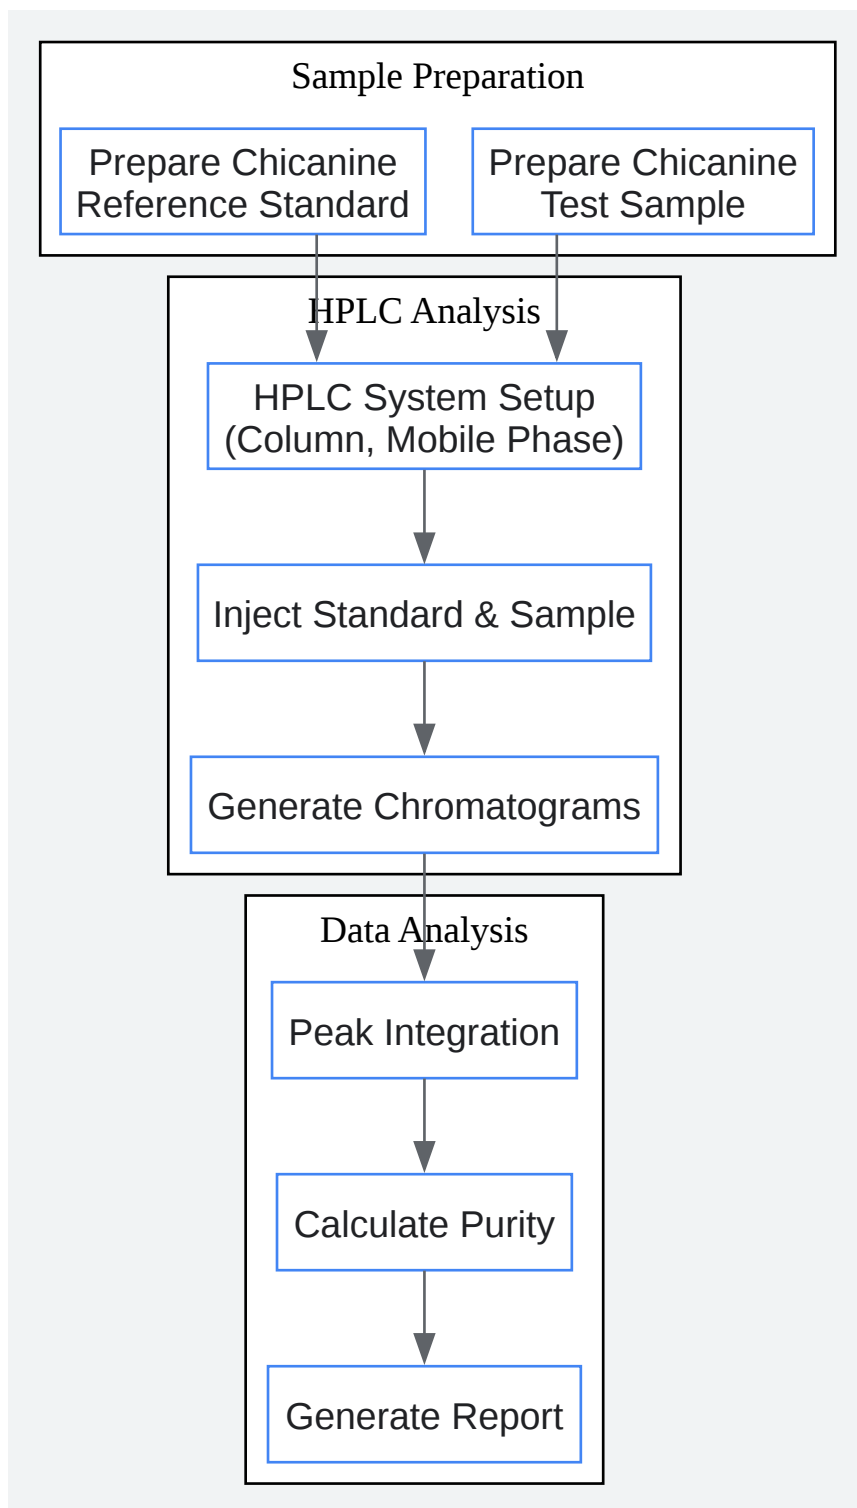 Sample Preparation
Prepare Chicanine
Reference Standard
Prepare Chicanine
Test Sample
HPLC Analysis
HPLC System Setup
(Column, Mobile Phase)
Inject Standard & Sample
Generate Chromatograms
Data Analysis
Peak Integration
Calculate Purity
Generate Report